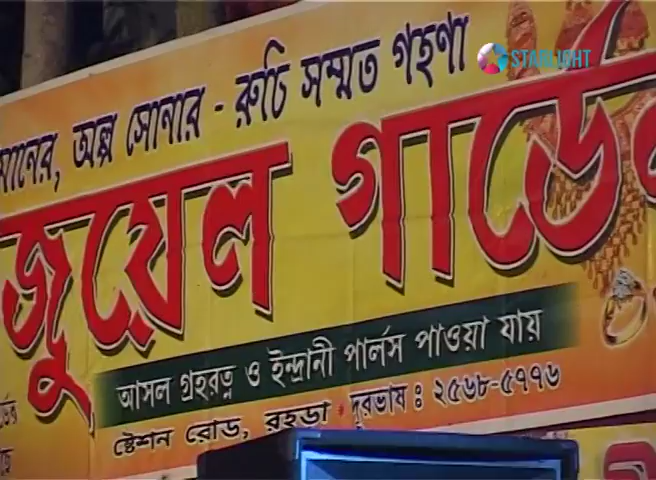 STARLIGHT
মানের, অল্প সোনার - রুচি সম্মত গহণা
জুয়েল গার্ডেন
আসল গ্রহরত্ন ও ইন্দ্রানী পার্লস পাওয়া যায়
স্টেশন রোড, রহড়া • দূরভাষ : ২৫৬৮-৫৭৭৬